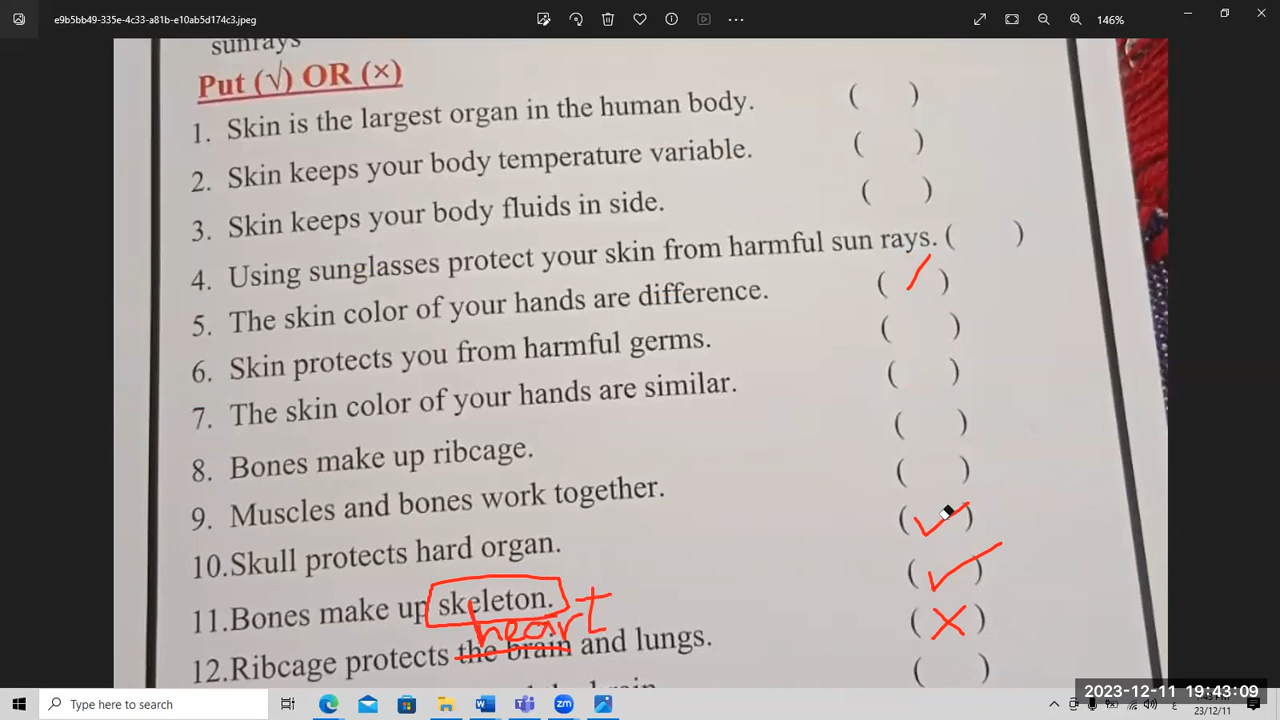 e9b5bb49-335e-4c33-a81b-e10ab5d174c3.jpeg
146%
sunrays
Put (√) OR (×)
1. Skin is the largest organ in the human body. ( )
2. Skin keeps your body temperature variable. ( )
3. Skin keeps your body fluids in side. ( )
4. Using sunglasses protect your skin from harmful sun rays. ( )
5. The skin color of your hands are difference. ( / )
6. Skin protects you from harmful germs. ( )
7. The skin color of your hands are similar. ( )
8. Bones make up ribcage. ( )
9. Muscles and bones work together. ( )
10.Skull protects hard organ. (✓)
11.Bones make up skeleton. (✓)
heart
12.Ribcage protects the brain and lungs. (×)
( )
Type here to search
2023-12-11 19:43:09
23/12/11